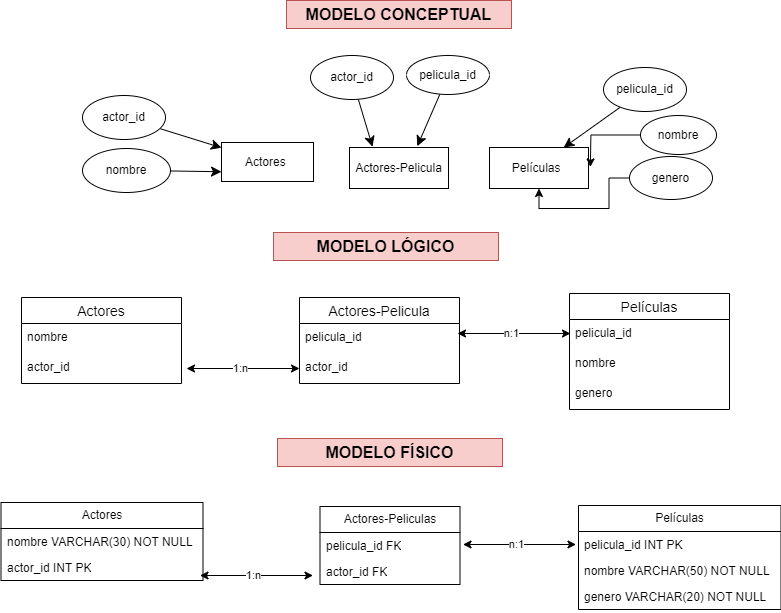 MODELO CONCEPTUAL
actor_id
pelicula_id
pelicula_id
actor_id
nombre
nombre
Actores
Actores-Pelicula
Películas
genero
MODELO LÓGICO
Actores
nombre
actor_id
1:n
Actores-Pelicula
pelicula_id
actor_id
n:1
Películas
pelicula_id
nombre
genero
MODELO FÍSICO
Actores
nombre VARCHAR(30) NOT NULL
actor_id INT PK
1:n
Actores-Peliculas
pelicula_id FK
actor_id FK
n:1
Películas
pelicula_id INT PK
nombre VARCHAR(50) NOT NULL
genero VARCHAR(20) NOT NULL